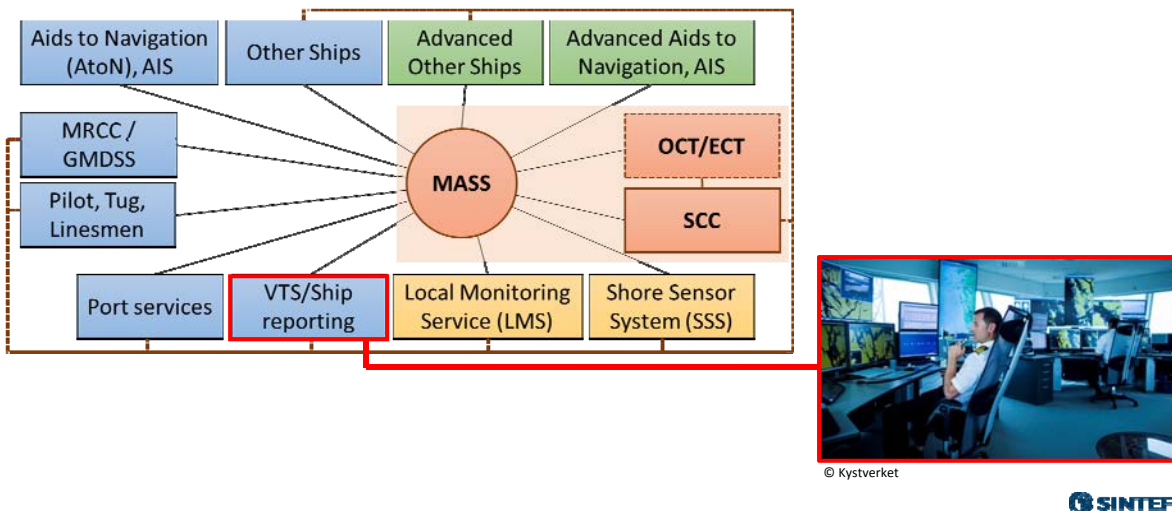 Aids to Navigation
(AtoN), AIS
Other Ships
Advanced
Other Ships
Advanced Aids to
Navigation, AIS
MRCC /
GMDSS
OCT/ECT
MASS
Pilot, Tug,
Linesmen
SCC
Port services
VTS/Ship
reporting
Local Monitoring
Service (LMS)
Shore Sensor
System (SSS)
© Kystverket
SINTEF